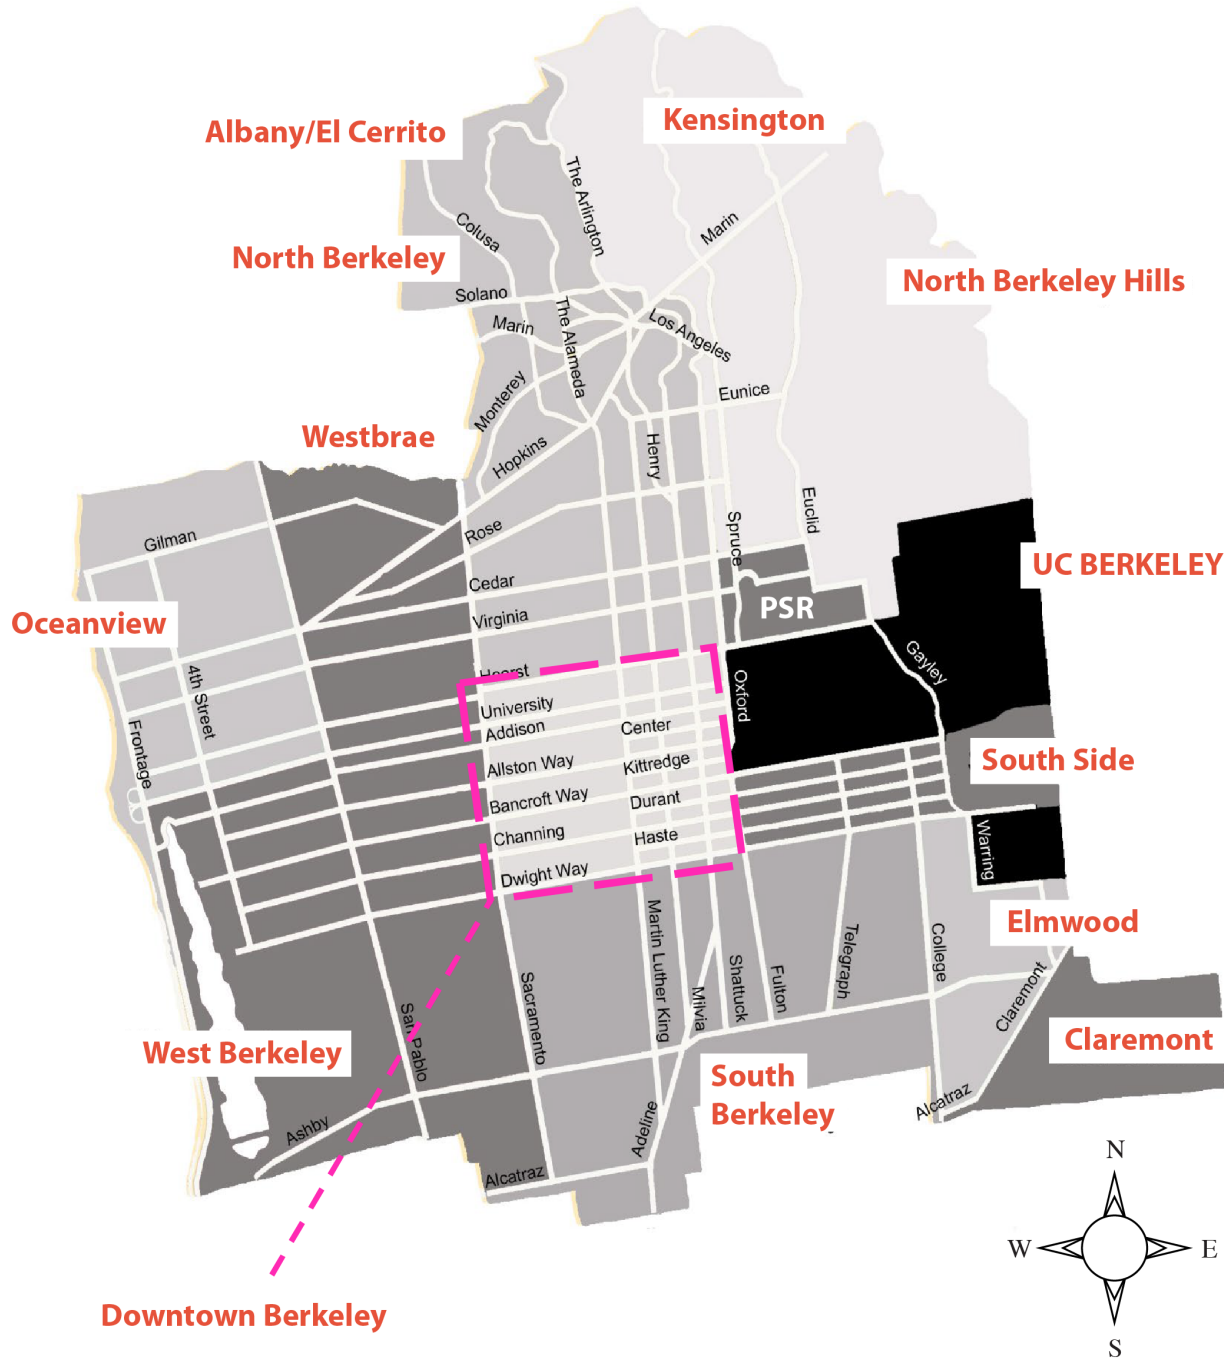 Kensington
Albany/El Cerrito
The Arlington
Colusa
Marin
North Berkeley
North Berkeley Hills
Solano
Marin
The Alameda
Los Angeles
Monterey
Eunice
Westbrae
Hopkins
Henry
Euclid
Rose
Spruce
Gilman
UC BERKELEY
Cedar
PSR
Virginia
Oceanview
Gayley
Hearst
4th Street
Oxford
University
Addison
Center
Frontage
South Side
Allston Way
Kittredge
Bancroft Way
Durant
Channing
Haste
Warring
Dwight Way
Elmwood
Martin Luther King
Telegraph
College
Shattuck
Fulton
Milvia
Claremont
Sacramento
San Pablo
West Berkeley
Claremont
South
Berkeley
Alcatraz
Ashby
Adeline
Alcatraz
N
W
E
S
Downtown Berkeley